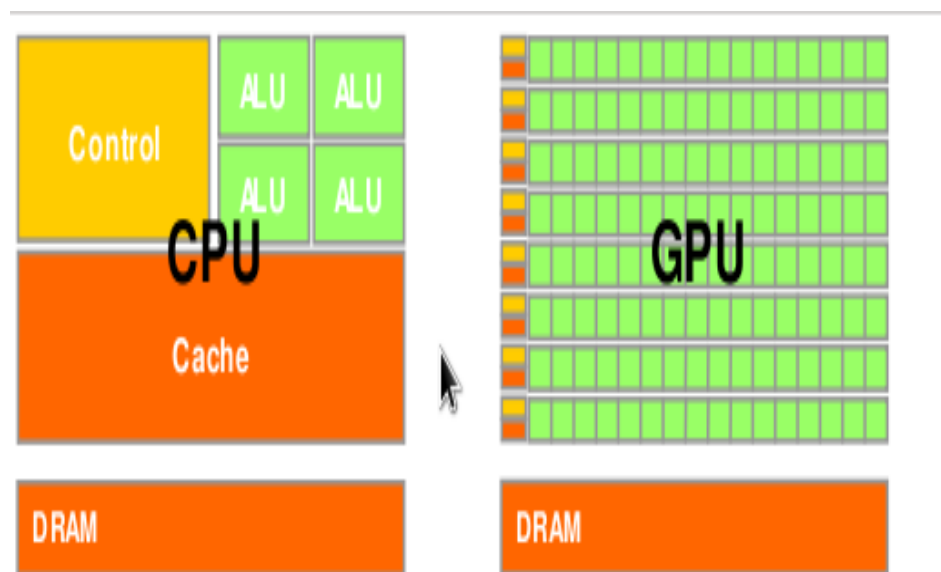 ALU ALU
Control
ALU ALU
CPU
GPU
Cache
DRAM
DRAM